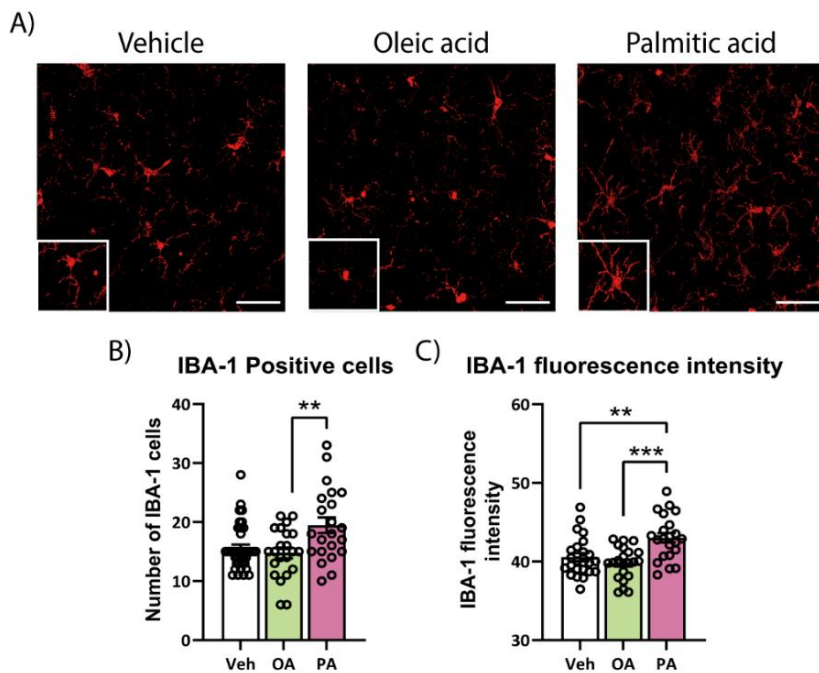 A)
Vehicle
Oleic acid
Palmitic acid
B)
IBA-1 Positive cells
Number of IBA-1 cells
40
30
20
10
0
**
Veh
OA
PA
C)
IBA-1 fluorescence intensity
IBA-1 fluorescence
intensity
60
50
40
30
**
***
Veh
OA
PA